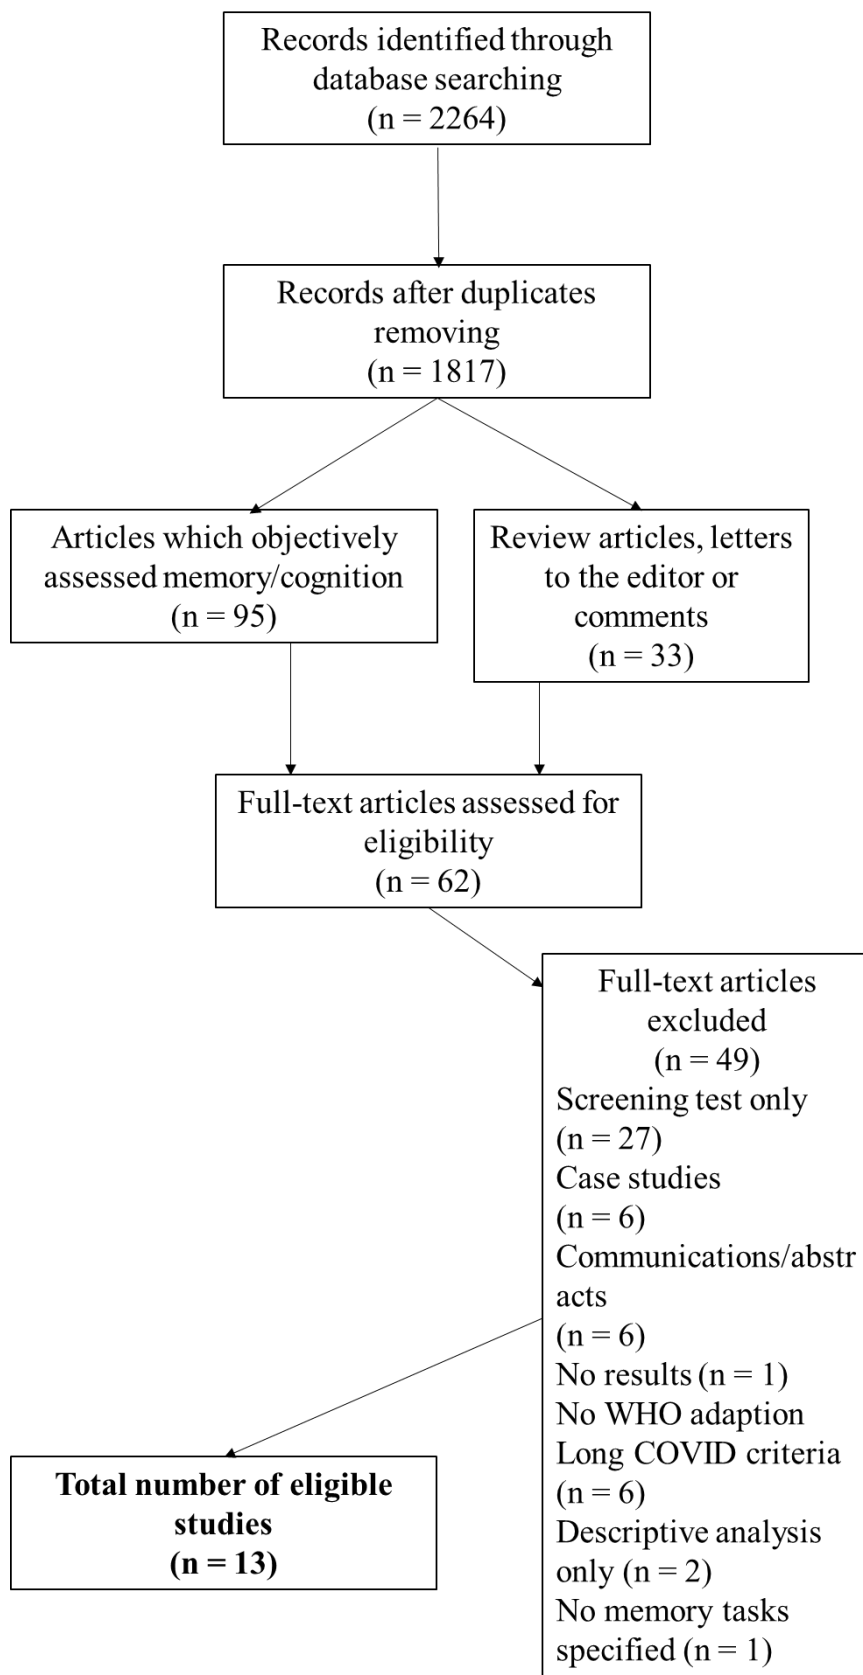 Records identified through
database searching
(n = 2264)
Records after duplicates
removing
(n = 1817)
Articles which objectively
assessed memory/cognition
(n = 95)
Review articles, letters
to the editor or
comments
(n = 33)
Full-text articles assessed for
eligibility
(n = 62)
Full-text articles
excluded
(n = 49)
Screening test only
(n = 27)
Case studies
(n = 6)
Communications/abstr
acts
(n = 6)
No results (n = 1)
No WHO adaption
Long COVID criteria
(n = 6)
Descriptive analysis
only (n = 2)
No memory tasks
specified (n = 1)
Total number of eligible
studies
(n = 13)